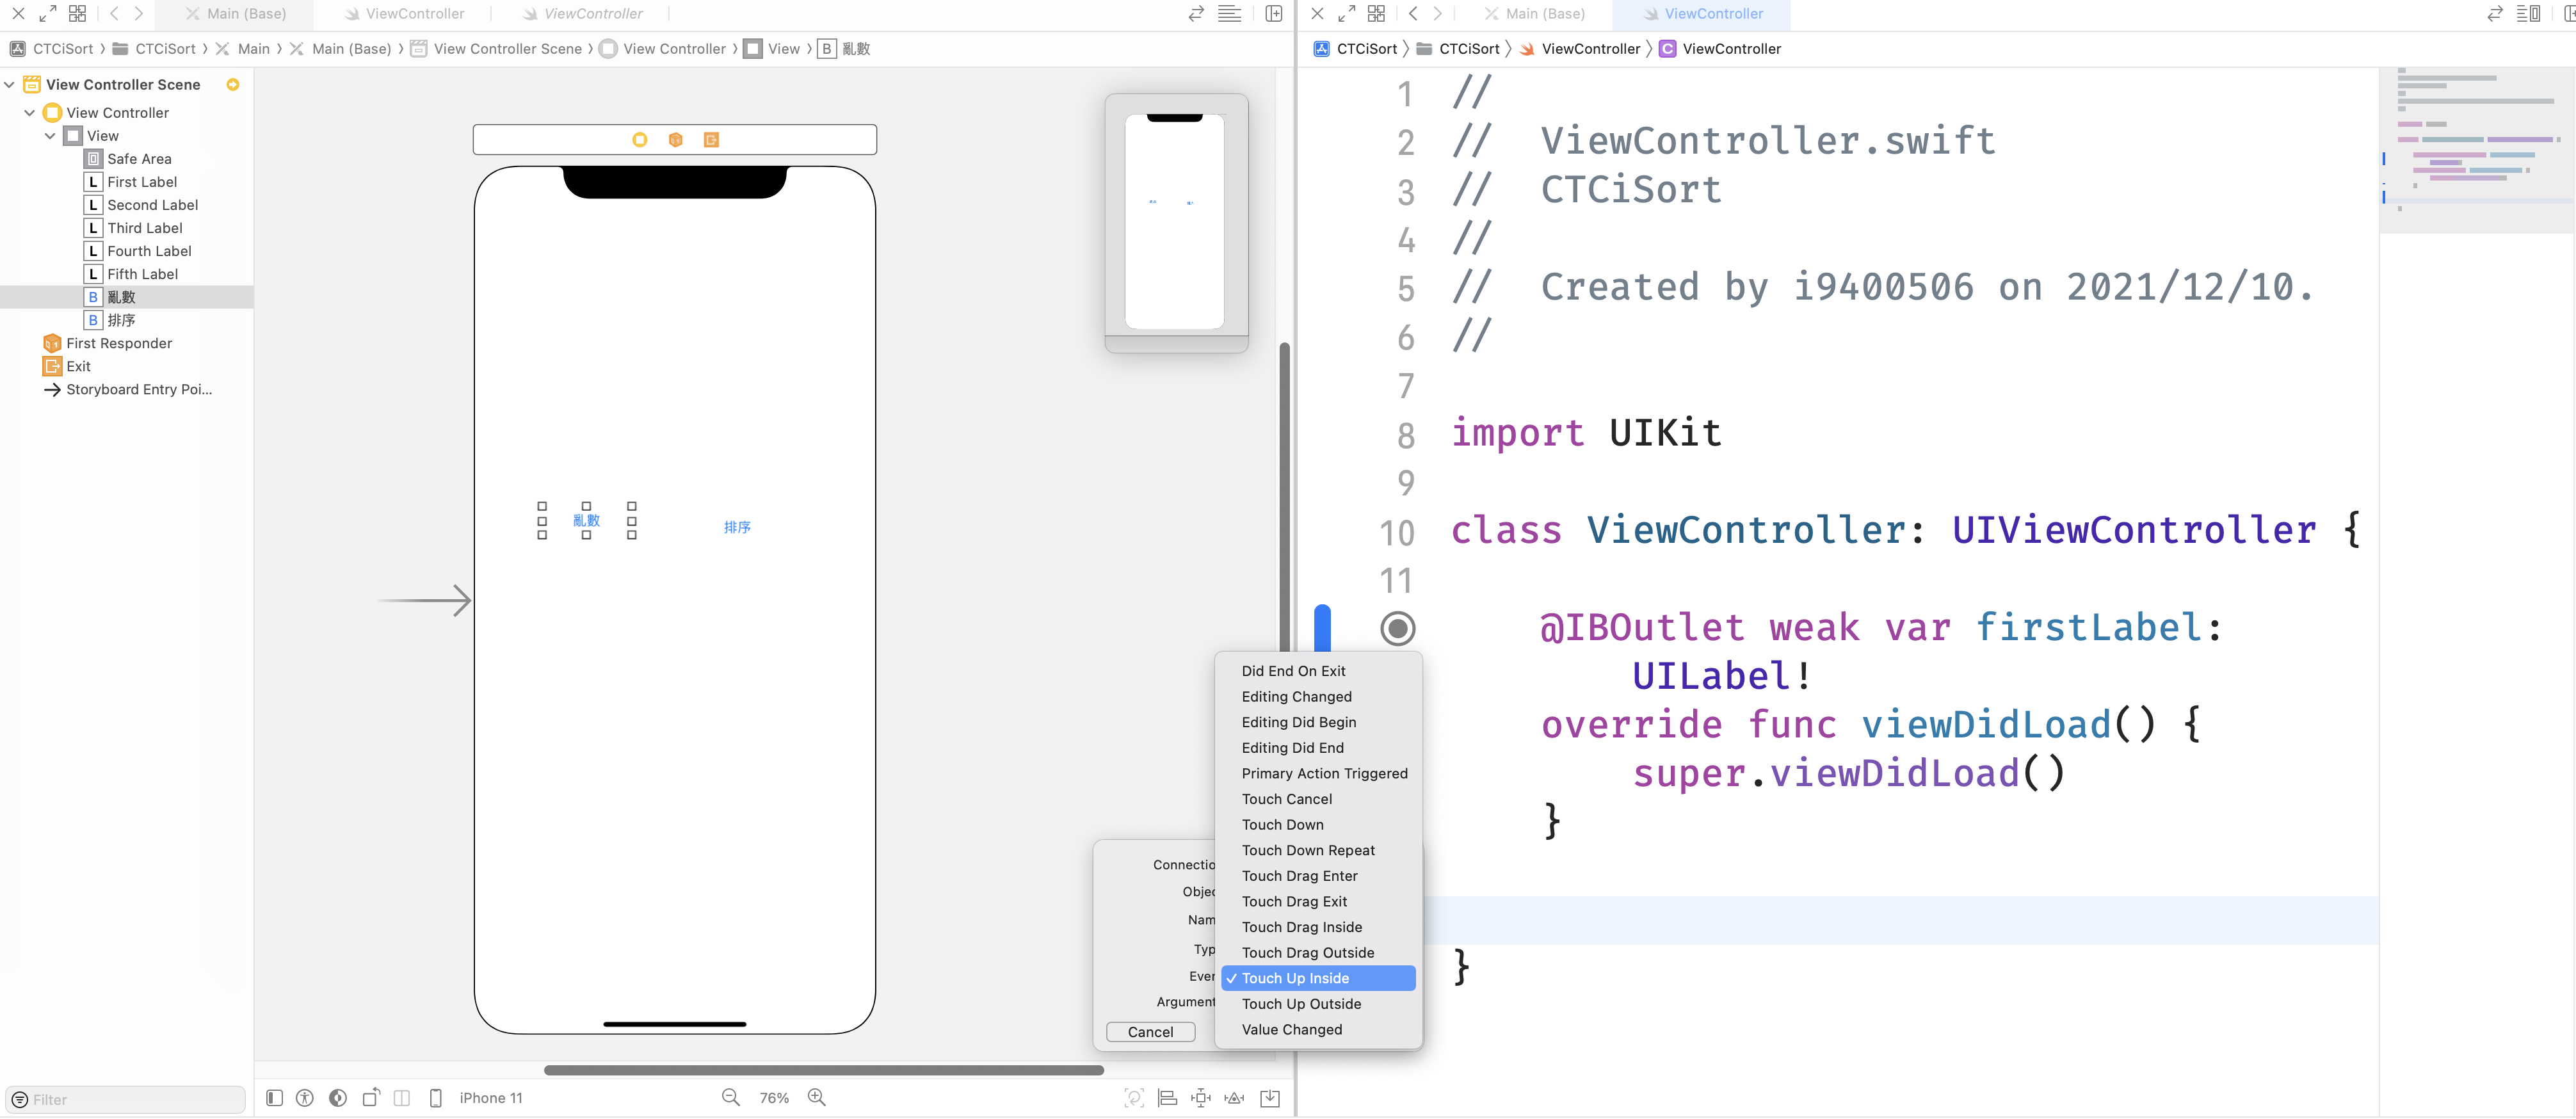 Main (Base)
ViewController
ViewController
CTCiSort
CTCiSort
Main
Main (Base)
View Controller Scene
View Controller
View
B 亂數
View Controller Scene
View Controller
View
Safe Area
L First Label
L Second Label
L Third Label
L Fourth Label
L Fifth Label
B 亂數
B 排序
First Responder
Exit
Storyboard Entry Poi...
Filter
亂數
排序
iPhone 11
76%
Connectio
Objec
Nam
Typ
Even
Argument
Cancel
Did End On Exit
Editing Changed
Editing Did Begin
Editing Did End
Primary Action Triggered
Touch Cancel
Touch Down
Touch Down Repeat
Touch Drag Enter
Touch Drag Exit
Touch Drag Inside
Touch Drag Outside
✓ Touch Up Inside
Touch Up Outside
Value Changed
Main (Base)
ViewController
CTCiSort
CTCiSort
ViewController
C ViewController
1 //
2 // ViewController.swift
3 // CTCiSort
4 //
5 // Created by i9400506 on 2021/12/10.
6 //
7
8 import UIKit
9
10 class ViewController: UIViewController {
11
@IBOutlet weak var firstLabel:
UILabel!
override func viewDidLoad() {
super.viewDidLoad()
}
}